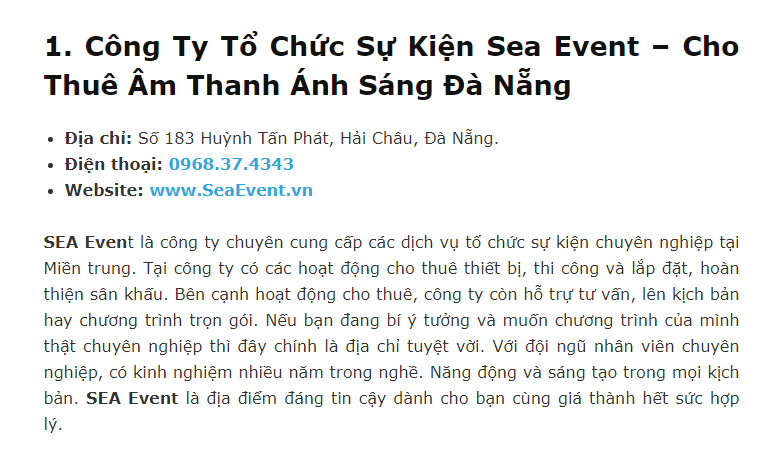 1. Công Ty Tổ Chức Sự Kiện Sea Event – Cho
Thuê Âm Thanh Ánh Sáng Đà Nẵng
• Địa chỉ: Số 183 Huỳnh Tấn Phát, Hải Châu, Đà Nẵng.
• Điện thoại: 0968.37.4343
• Website: www.SeaEvent.vn
SEA Event là công ty chuyên cung cấp các dịch vụ tổ chức sự kiện chuyên nghiệp tại
Miền trung. Tại công ty có các hoạt động cho thuê thiết bị, thi công và lắp đặt, hoàn
thiện sân khấu. Bên cạnh hoạt động cho thuê, công ty còn hỗ trự tư vấn, lên kịch bản
hay chương trình trọn gói. Nếu bạn đang bí ý tưởng và muốn chương trình của mình
thật chuyên nghiệp thì đây chính là địa chỉ tuyệt vời. Với đội ngũ nhân viên chuyên
nghiệp, có kinh nghiệm nhiều năm trong nghề. Năng động và sáng tạo trong mọi kịch
bản. SEA Event là địa điểm đáng tin cậy dành cho bạn cùng giá thành hết sức hợp
lý.